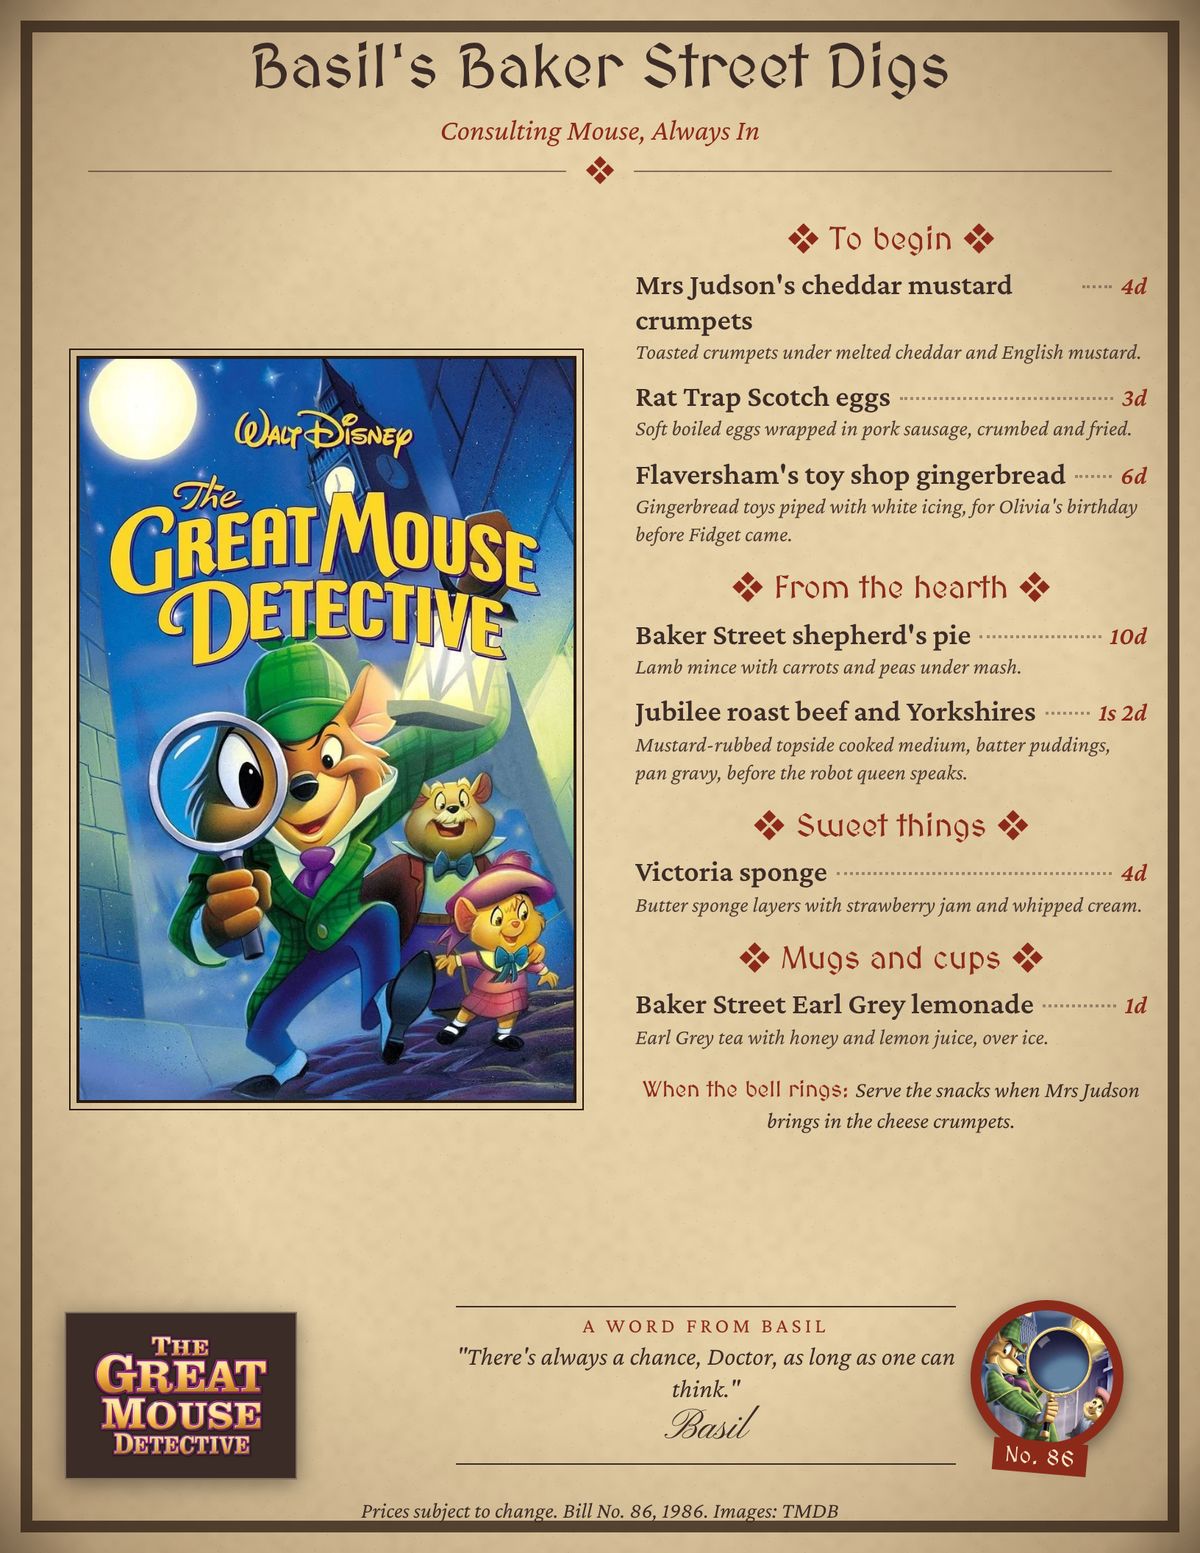 Basil's Baker Street Digs
Consulting Mouse, Always In
To begin
Mrs Judson's cheddar mustard
crumpets
4d
Toasted crumpets under melted cheddar and English mustard.
Rat Trap Scotch eggs 3d
Soft boiled eggs wrapped in pork sausage, crumbed and fried.
Flaversham's toy shop gingerbread 6d
Gingerbread toys piped with white icing, for Olivia's birthday
before Fidget came.
From the hearth
Baker Street shepherd's pie 10d
Lamb mince with carrots and peas under mash.
Jubilee roast beef and Yorkshires 1s 2d
Mustard-rubbed topside cooked medium, batter puddings,
pan gravy, before the robot queen speaks.
Sweet things
Victoria sponge 4d
Butter sponge layers with strawberry jam and whipped cream.
Mugs and cups
Baker Street Earl Grey lemonade 1d
Earl Grey tea with honey and lemon juice, over ice.
When the bell rings: Serve the snacks when Mrs Judson
brings in the cheese crumpets.
WALT DISNEY
The
GREAT MOUSE
DETECTIVE
THE
GREAT
MOUSE
DETECTIVE
A WORD FROM BASIL
"There's always a chance, Doctor, as long as one can
think."
Basil
No. 86
Prices subject to change. Bill No. 86, 1986. Images: TMDB